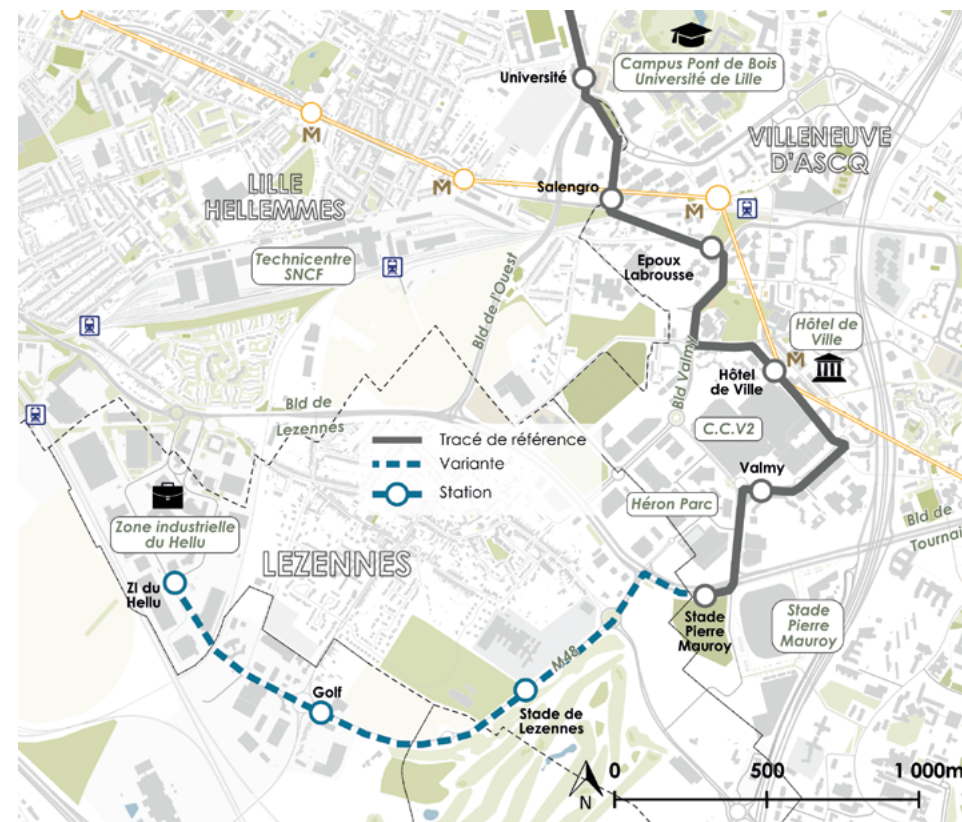 Université
Campus Pont de Bois
Université de Lille
VILLENEUVE
D'ASCQ
M
LILLE
HELLEMMES
M
Salengro
M
Technicentre
SNCF
Epoux
Labrousse
Bld de l'Ouest
Bld Valmy
Hôtel de
Ville
M
Hôtel
de Ville
Bld de
Lezennes
C.C.V2
Tracé de référence
Variante
Station
Valmy
Héron Parc
Bld de
Tournai
Zone industrielle
du Hellu
LEZENNES
ZI du
Hellu
Stade
Pierre
Mauroy
Stade
Pierre
Mauroy
M48
Golf
Stade de
Lezennes
N
0 500 1 000m